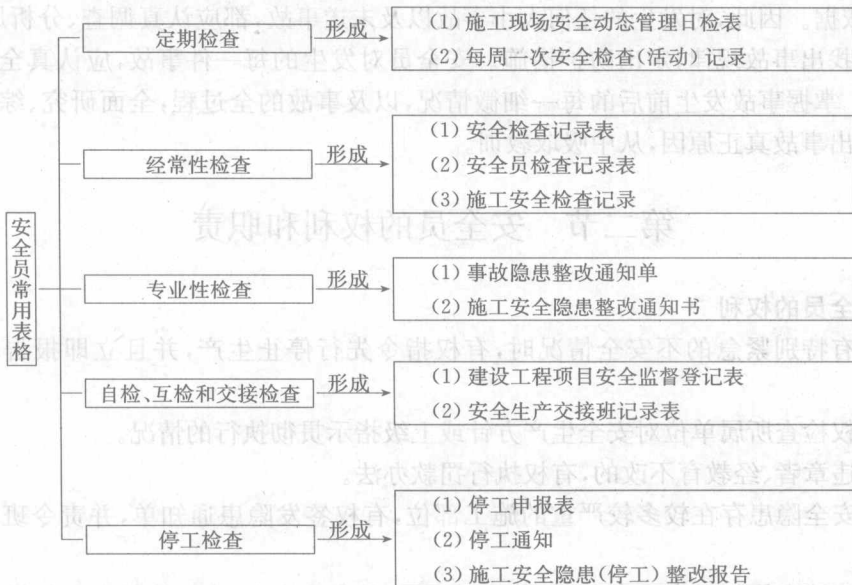 安全员常用表格
定期检查
形成
(1)施工现场安全动态管理日检表
(2)每周一次安全检查(活动)记录
经常性检查
形成
(1)安全检查记录表
(2)安全员检查记录表
(3)施工安全检查记录
专业性检查
形成
(1)事故隐患整改通知单
(2)施工安全隐患整改通知书
自检、互检和交接检查
形成
(1)建设工程项目安全监督登记表
(2)安全生产交接班记录表
停工检查
形成
(1)停工申报表
(2)停工通知
(3)施工安全隐患(停工)整改报告